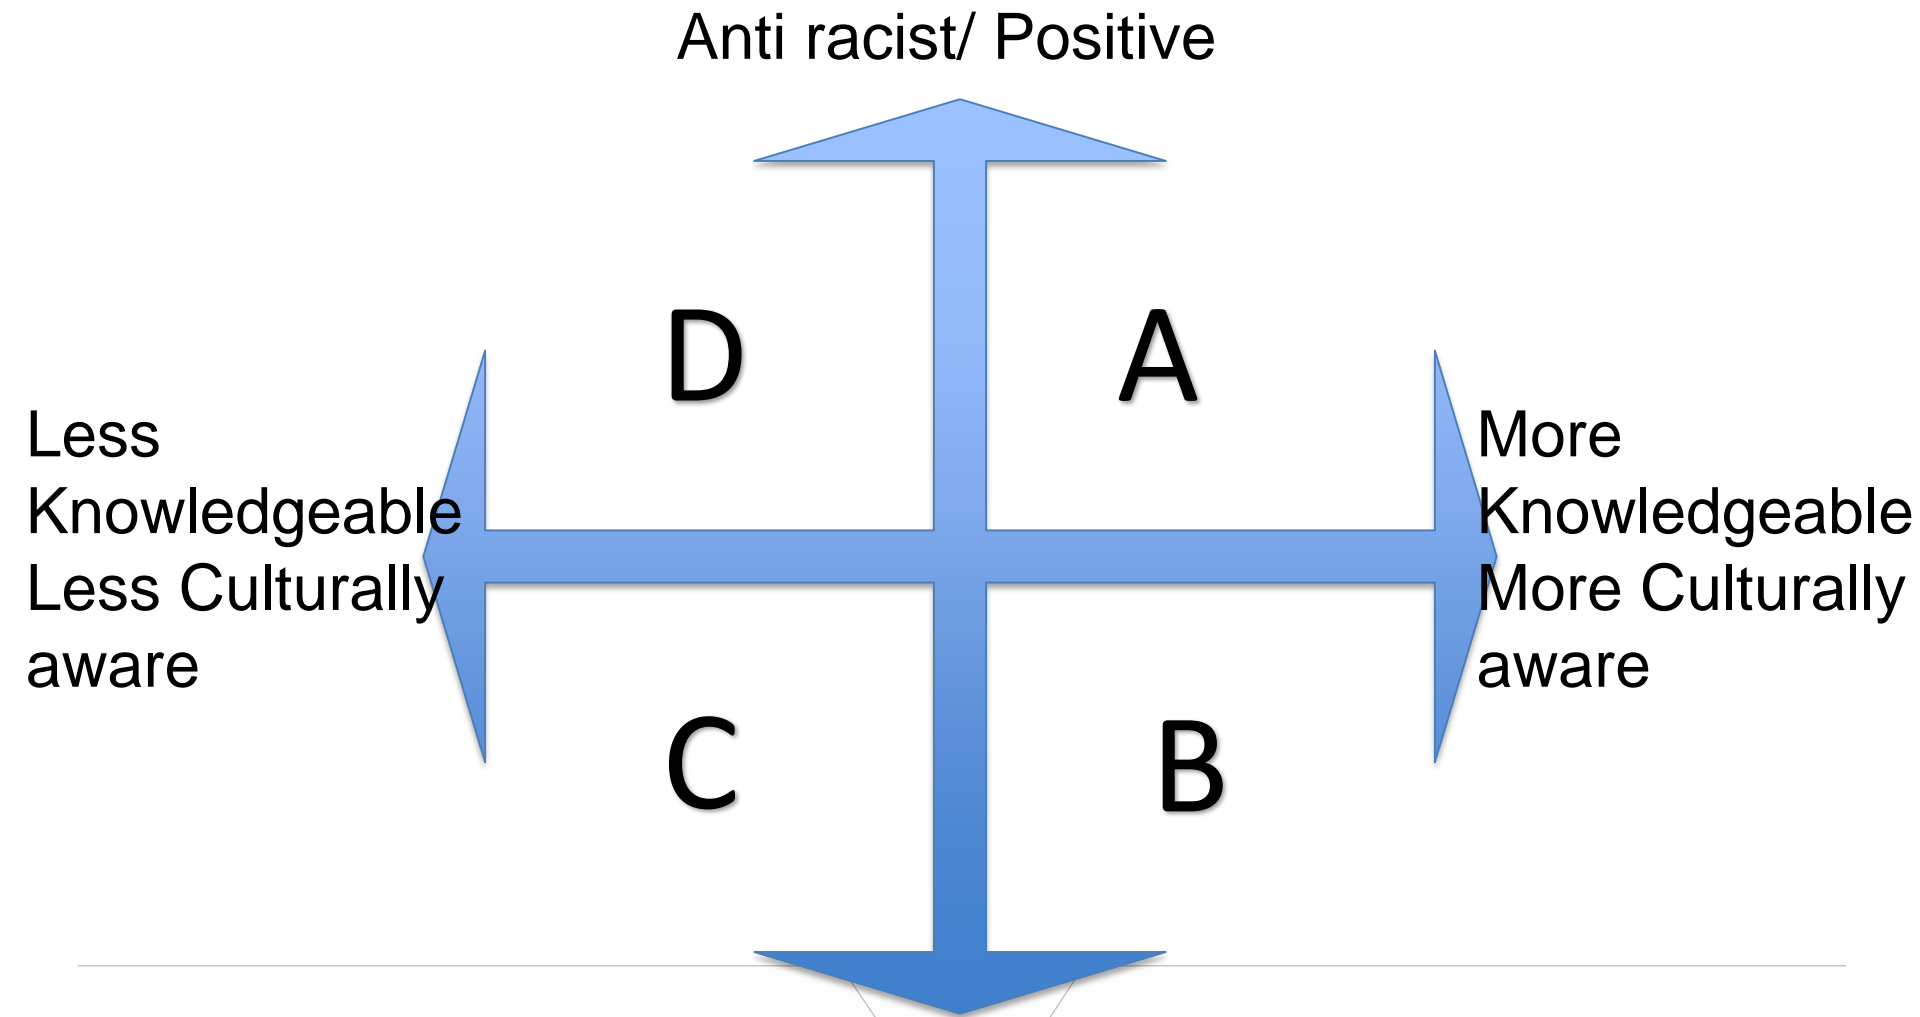 Anti racist/ Positive
D
A
Less
Knowledgeable
Less Culturally
aware
More
Knowledgeable
More Culturally
aware
C
B